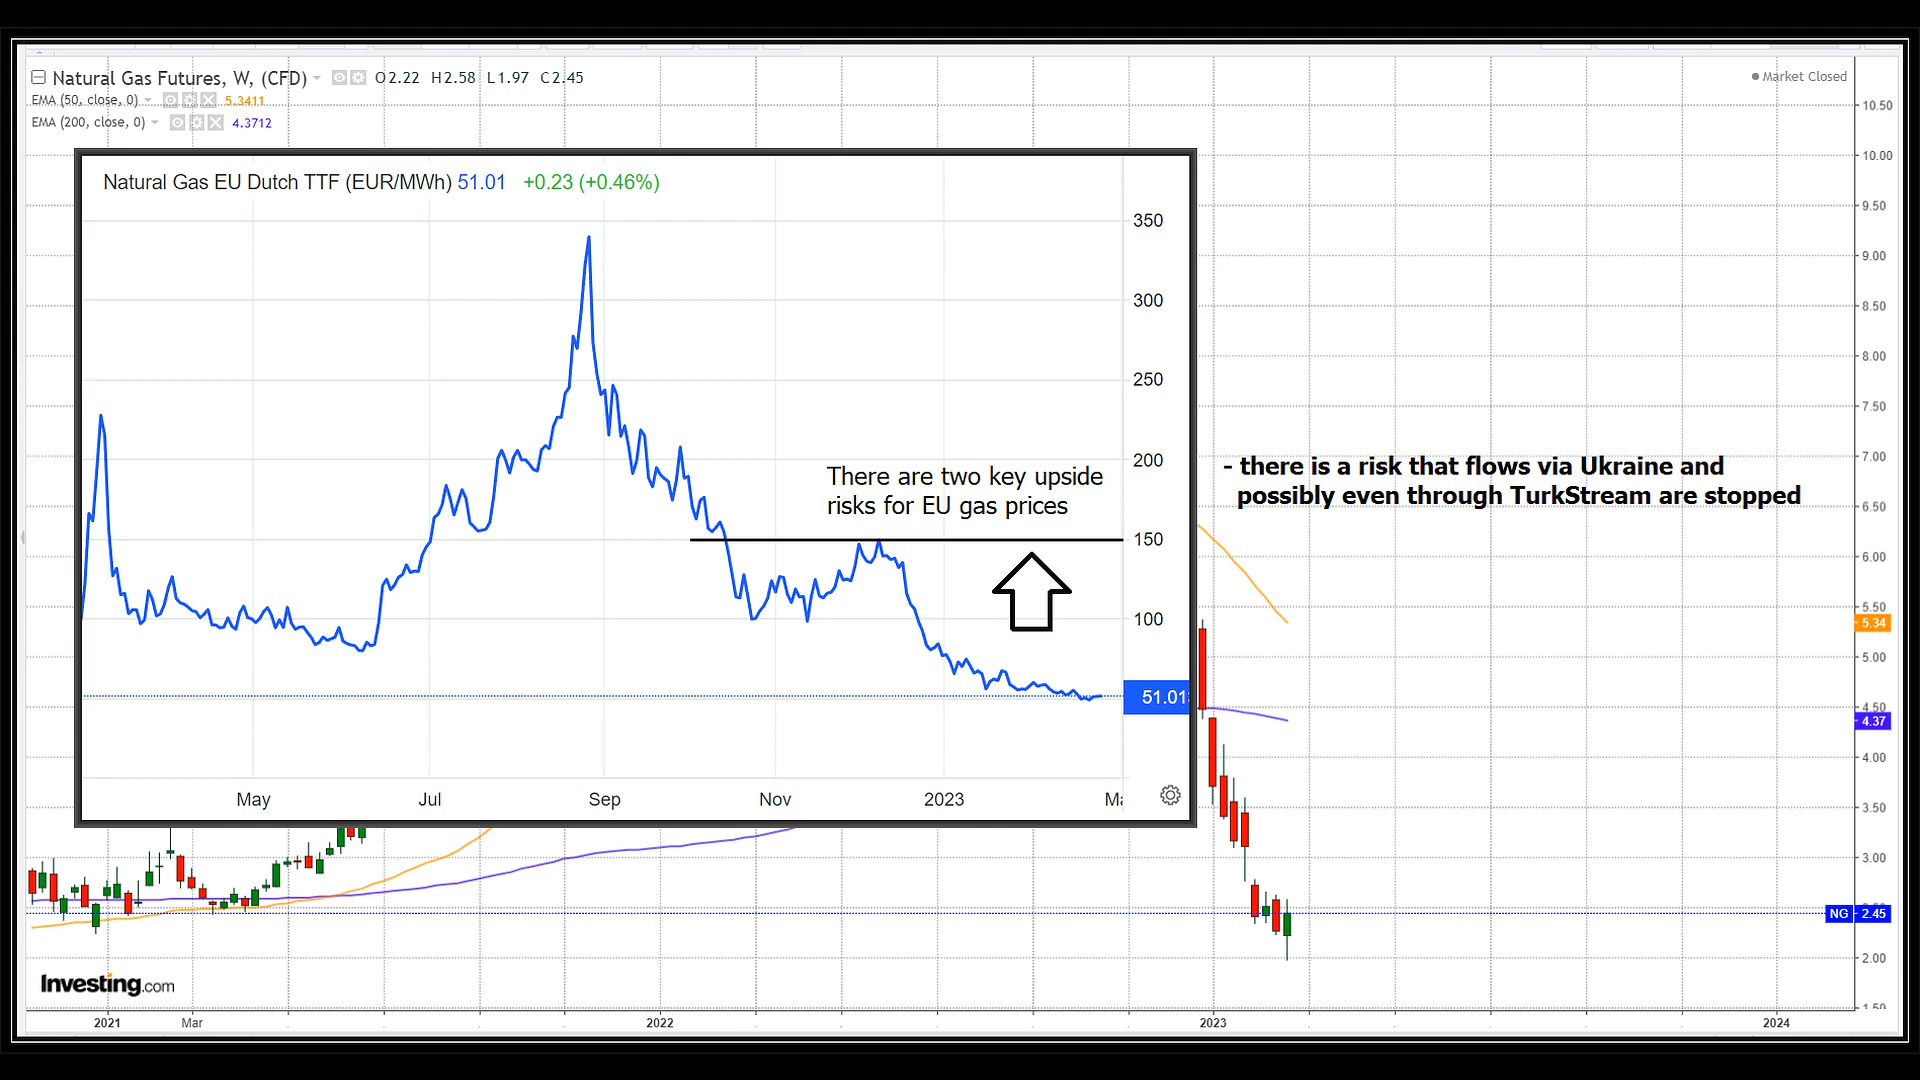 Natural Gas Futures, W, (CFD) O2.22 H2.58 L1.97 C2.45
Market Closed
EMA (50, close, 0) 5.3411
EMA (200, close, 0) 4.3712
Natural Gas EU Dutch TTF (EUR/MWh) 51.01 +0.23 (+0.46%)
350
300
250
200
150
100
51.01
There are two key upside
risks for EU gas prices
May Jul Sep Nov 2023
- there is a risk that flows via Ukraine and
possibly even through TurkStream are stopped
10.50
10.00
9.50
9.00
8.50
8.00
7.50
7.00
6.50
6.00
5.50
5.34
5.00
4.50
4.37
4.00
3.50
3.00
NG 2.45
2.00
1.50
Investing.com
2021 Mar 2022 2023 2024